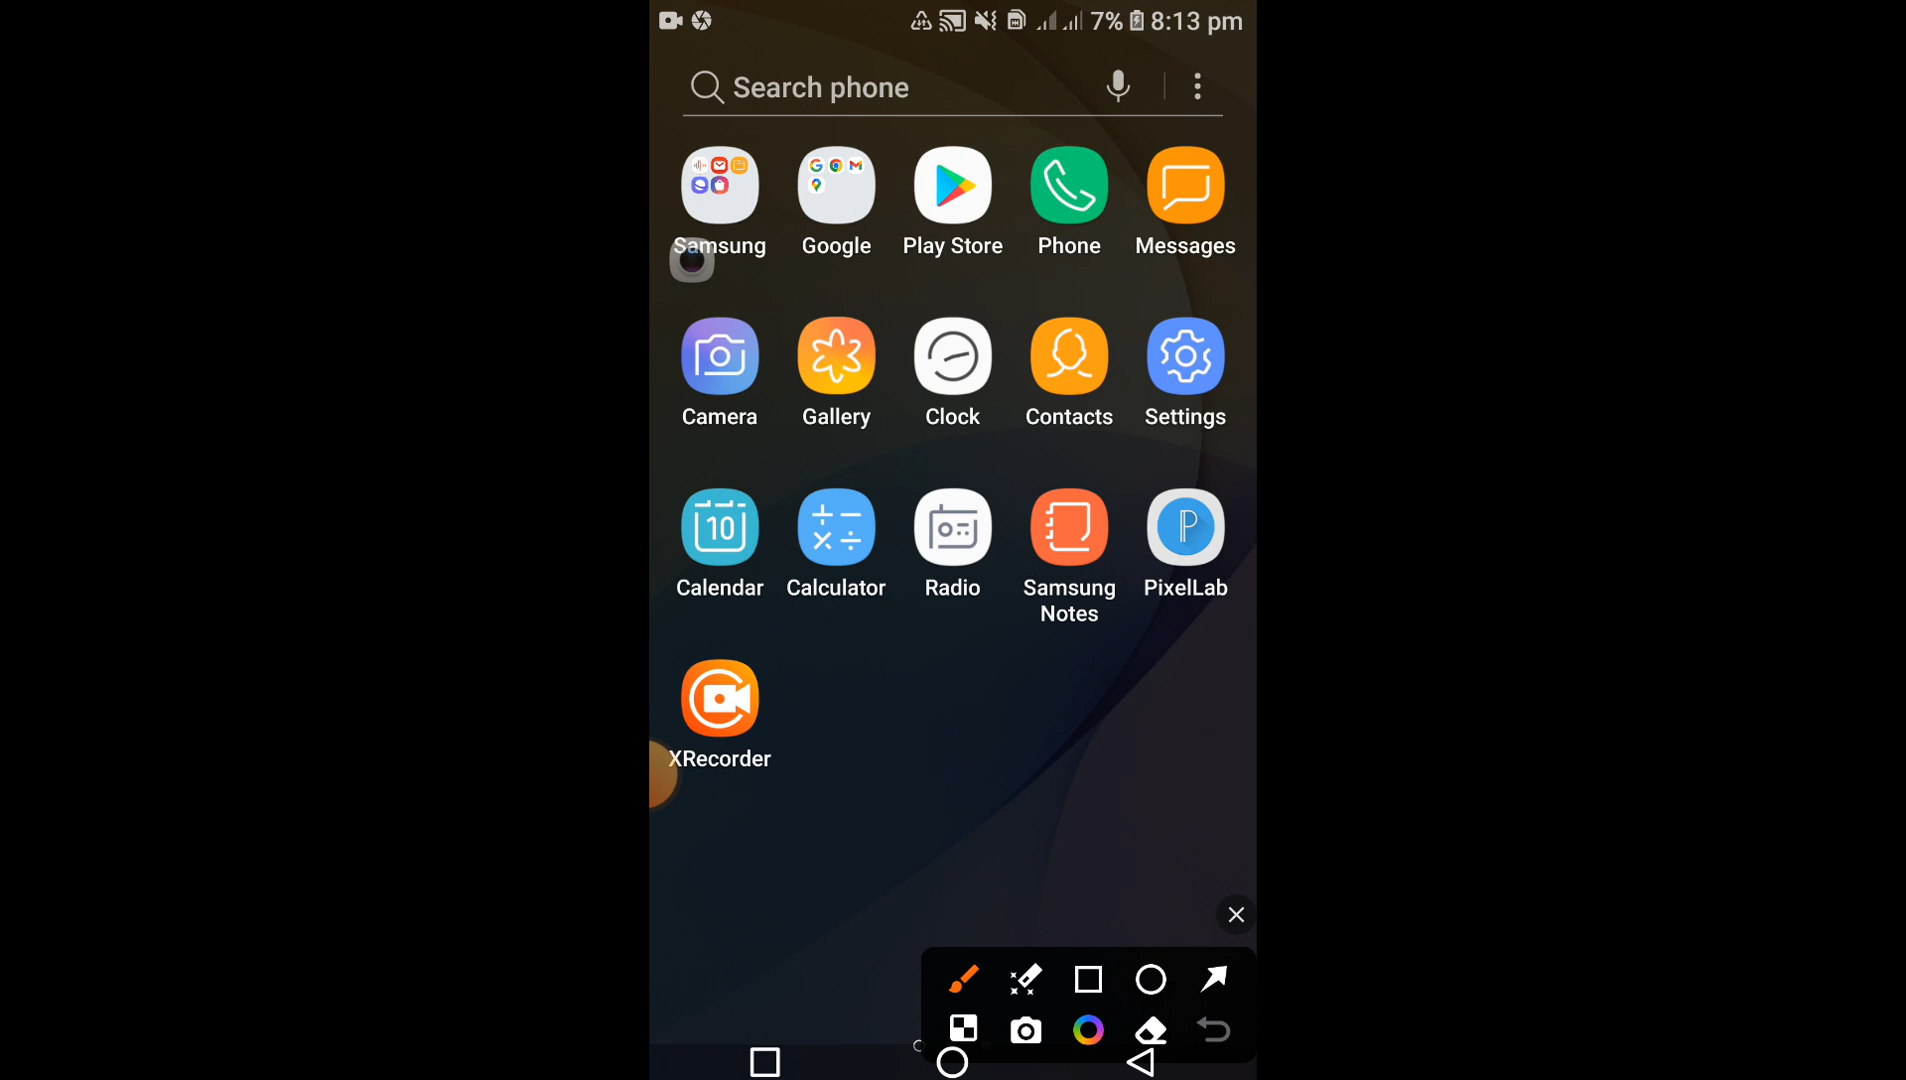 7% 8:13 pm
Search phone
Samsung Google Play Store Phone Messages
Camera Gallery Clock Contacts Settings
10
P
Calendar Calculator Radio Samsung Notes PixelLab
XRecorder